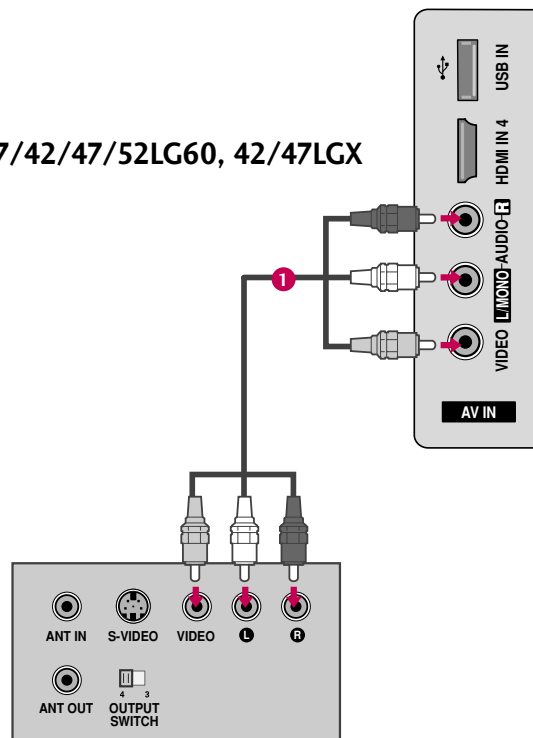 7/42/47/52LG60, 42/47LGX
USB IN
HDMI IN 4
L/MONO-AUDIO-R
VIDEO
AV IN
1
ANT IN
S-VIDEO
VIDEO
L
R
ANT OUT
4 3
OUTPUT
SWITCH